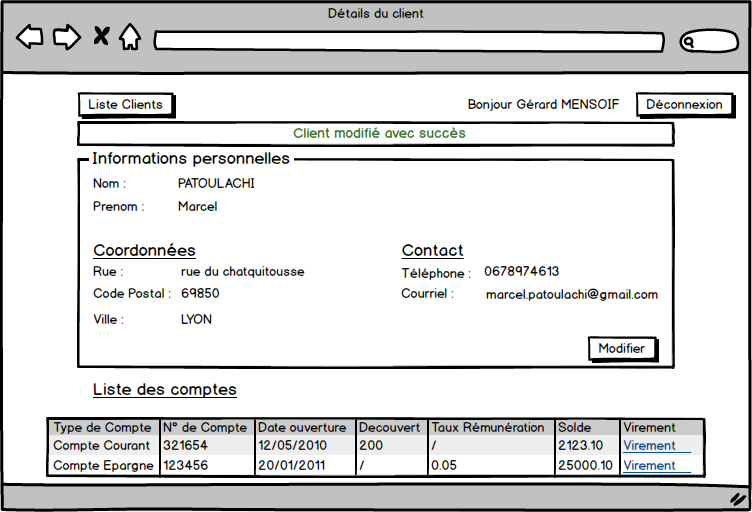 Détails du client
Liste Clients Bonjour Gérard MENSOIF Déconnexion
Client modifié avec succès
Informations personnelles
Nom : PATOULACHI
Prenom : Marcel
Coordonnées Contact
Rue : rue du chatquitousse Téléphone : 0678974613
Code Postal : 69850 Courriel : marcel.patoulachi@gmail.com
Ville : LYON
Modifier
Liste des comptes
Type de Compte N° de Compte Date ouverture Decouvert Taux Rémunération Solde Virement
Compte Courant 321654 12/05/2010 200 / 2123.10 Virement
Compte Epargne 123456 20/01/2011 / 0.05 25000.10 Virement